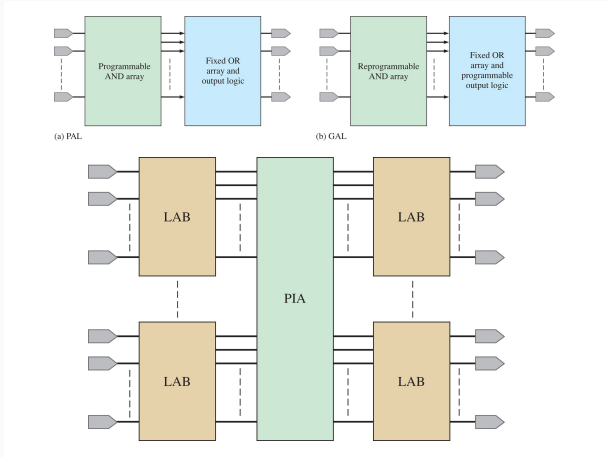 Programmable
AND array
Fixed OR
array and
output logic
(a) PAL
Reprogrammable
AND array
Fixed OR
array and
programmable
output logic
(b) GAL
LAB
LAB
PIA
LAB
LAB